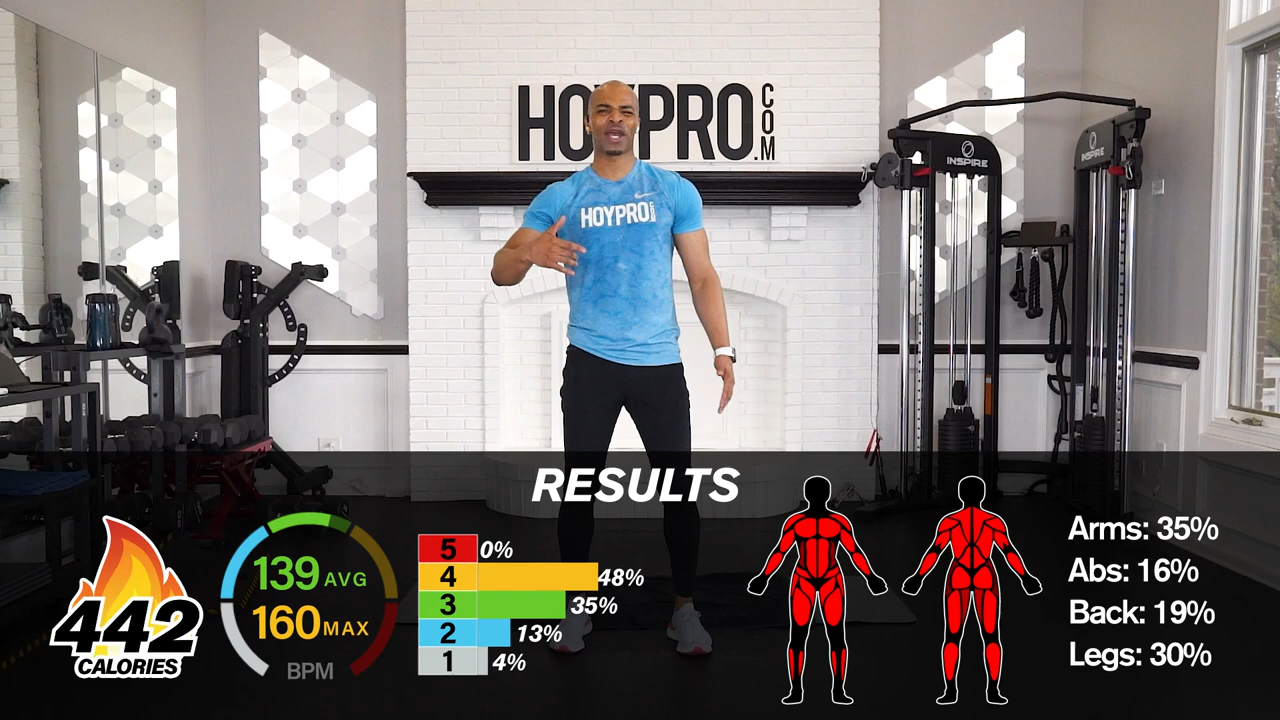 HOYPRO
.COM
INSPIRE
INSPIRE
HOYPRO
RESULTS
442
CALORIES
139 AVG
160 MAX
BPM
5 0%
4 48%
3 35%
2 13%
1 4%
Arms: 35%
Abs: 16%
Back: 19%
Legs: 30%